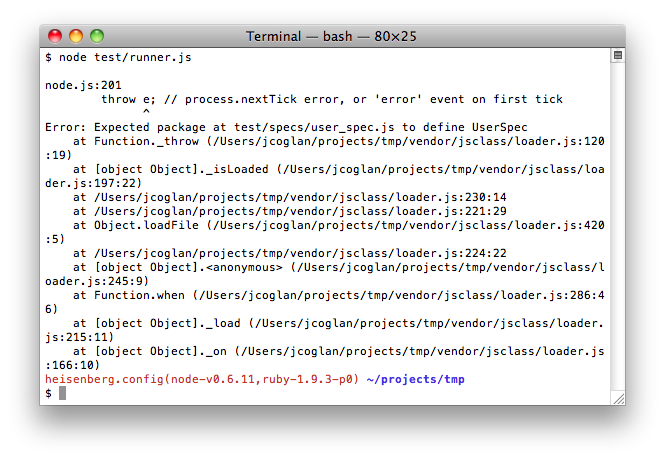 Terminal — bash — 80×25
$ node test/runner.js
node.js:201
        throw e; // process.nextTick error, or 'error' event on first tick
              ^
Error: Expected package at test/specs/user_spec.js to define UserSpec
    at Function._throw (/Users/jcoglan/projects/tmp/vendor/jsclass/loader.js:120
:19)
    at [object Object]._isLoaded (/Users/jcoglan/projects/tmp/vendor/jsclass/loa
der.js:197:22)
    at /Users/jcoglan/projects/tmp/vendor/jsclass/loader.js:230:14
    at /Users/jcoglan/projects/tmp/vendor/jsclass/loader.js:221:29
    at Object.loadFile (/Users/jcoglan/projects/tmp/vendor/jsclass/loader.js:420
:5)
    at /Users/jcoglan/projects/tmp/vendor/jsclass/loader.js:224:22
    at [object Object].<anonymous> (/Users/jcoglan/projects/tmp/vendor/jsclass/l
oader.js:245:9)
    at Function.when (/Users/jcoglan/projects/tmp/vendor/jsclass/loader.js:286:4
6)
    at [object Object]._load (/Users/jcoglan/projects/tmp/vendor/jsclass/loader.
js:215:11)
    at [object Object]._on (/Users/jcoglan/projects/tmp/vendor/jsclass/loader.js
:166:10)
heisenberg.config(node-v0.6.11,ruby-1.9.3-p0) ~/projects/tmp
$